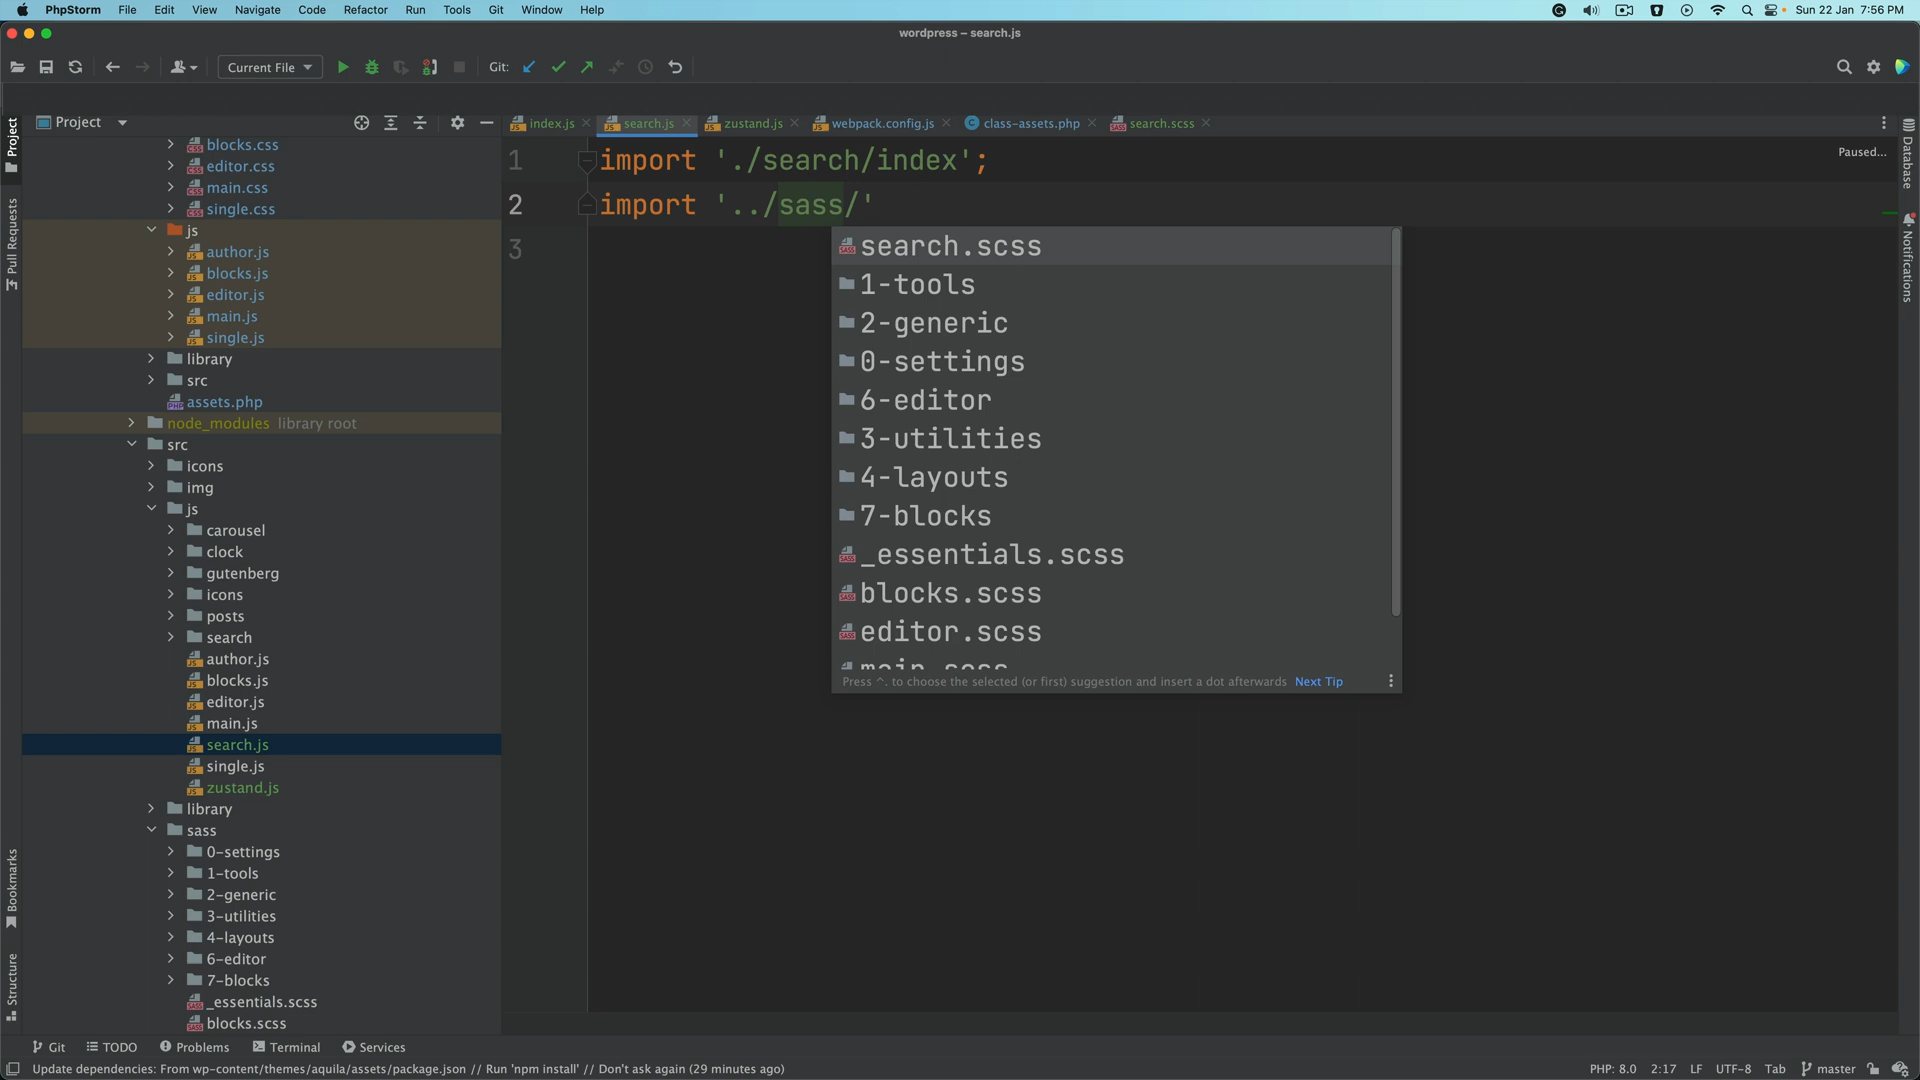 PhpStorm File Edit View Navigate Code Refactor Run Tools Git Window Help Sun 22 Jan 7:56 PM
wordpress – search.js
Current File Git:
Project
index.js search.js zustand.js webpack.config.js class-assets.php search.scss
Project
Pull Requests
Bookmarks
Structure
blocks.css
editor.css
main.css
single.css
js
author.js
blocks.js
editor.js
main.js
single.js
library
src
assets.php
node_modules library root
src
icons
img
js
carousel
clock
gutenberg
icons
posts
search
author.js
blocks.js
editor.js
main.js
search.js
single.js
zustand.js
library
sass
0-settings
1-tools
2-generic
3-utilities
4-layouts
6-editor
7-blocks
_essentials.scss
blocks.scss
1 import './search/index';
2 import '../sass/'
3
search.scss
1-tools
2-generic
0-settings
6-editor
3-utilities
4-layouts
7-blocks
_essentials.scss
blocks.scss
editor.scss
main.scss
Press ^. to choose the selected (or first) suggestion and insert a dot afterwards Next Tip
Paused...
Database
Notifications
Git TODO Problems Terminal Services
Update dependencies: From wp-content/themes/aquila/assets/package.json // Run 'npm install' // Don't ask again (29 minutes ago) PHP: 8.0 2:17 LF UTF-8 Tab master